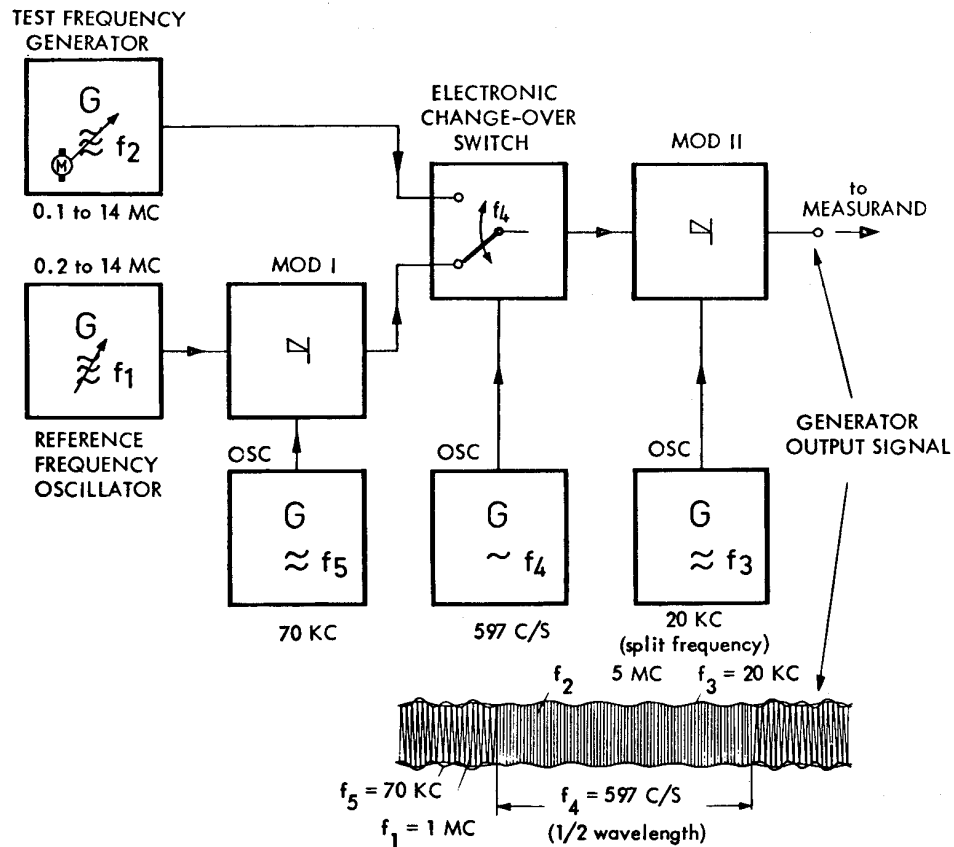 TEST FREQUENCY
GENERATOR
G
M
f2
0.1 to 14 MC
ELECTRONIC
CHANGE-OVER
SWITCH
f4
MOD II
to
MEASURAND
0.2 to 14 MC
G
f1
REFERENCE
FREQUENCY
OSCILLATOR
MOD I
OSC
G
~ f5
70 KC
OSC
G
~ f4
597 C/S
OSC
G
~ f3
20 KC
(split frequency)
GENERATOR
OUTPUT SIGNAL
f2 5 MC f3 = 20 KC
f5 = 70 KC
f1 = 1 MC
f4 = 597 C/S
(1/2 wavelength)